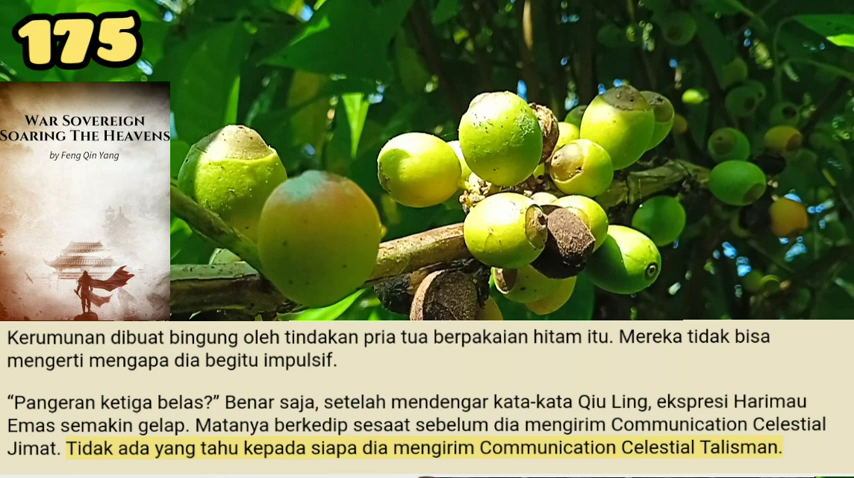 175
WAR SOVEREIGN
SOARING THE HEAVENS
by Feng Qin Yang
Kerumunan dibuat bingung oleh tindakan pria tua berpakaian hitam itu. Mereka tidak bisa
mengerti mengapa dia begitu impulsif.
“Pangeran ketiga belas?” Benar saja, setelah mendengar kata-kata Qiu Ling, ekspresi Harimau
Emas semakin gelap. Matanya berkedip sesaat sebelum dia mengirim Communication Celestial
Jimat. Tidak ada yang tahu kepada siapa dia mengirim Communication Celestial Talisman.